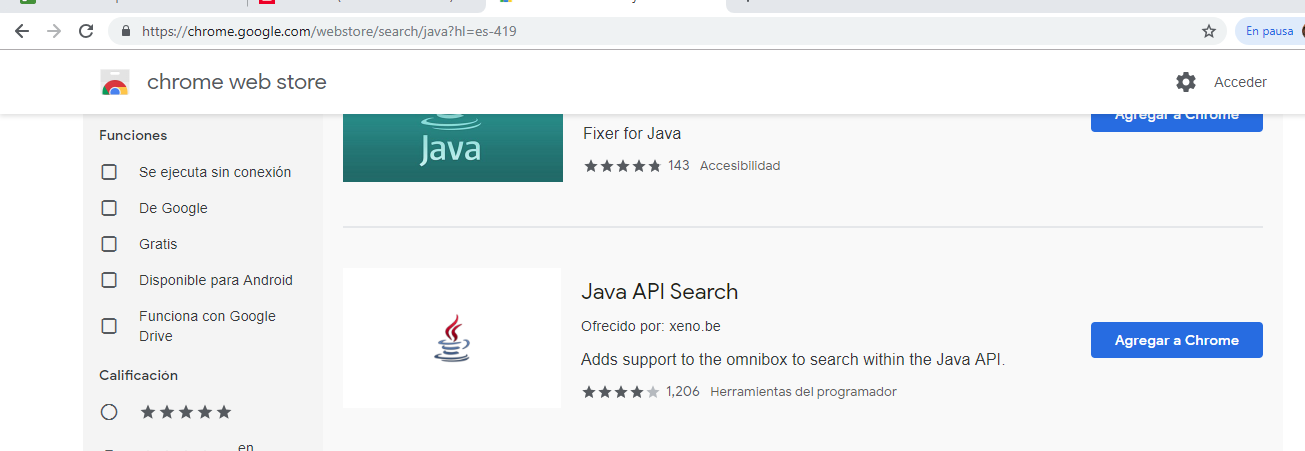 https://chrome.google.com/webstore/search/java?hl=es-419
En pausa
chrome web store
Acceder
Funciones
Se ejecuta sin conexión
De Google
Gratis
Disponible para Android
Funciona con Google
Drive
Calificación
en
Java
Fixer for Java
143 Accesibilidad
Agregar a Chrome
Java API Search
Ofrecido por: xeno.be
Adds support to the omnibox to search within the Java API.
1,206 Herramientas del programador
Agregar a Chrome